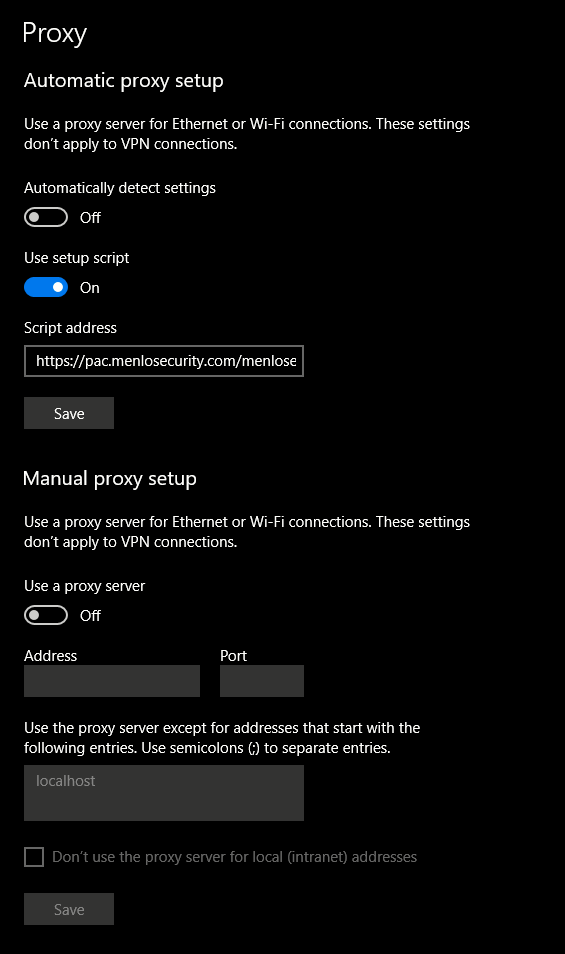 Proxy
Automatic proxy setup
Use a proxy server for Ethernet or Wi-Fi connections. These settings
don't apply to VPN connections.
Automatically detect settings
Off
Use setup script
On
Script address
https://pac.menlosecurity.com/menlose
Save
Manual proxy setup
Use a proxy server for Ethernet or Wi-Fi connections. These settings
don't apply to VPN connections.
Use a proxy server
Off
Address Port
Use the proxy server except for addresses that start with the
following entries. Use semicolons (;) to separate entries.
localhost
Don't use the proxy server for local (intranet) addresses
Save